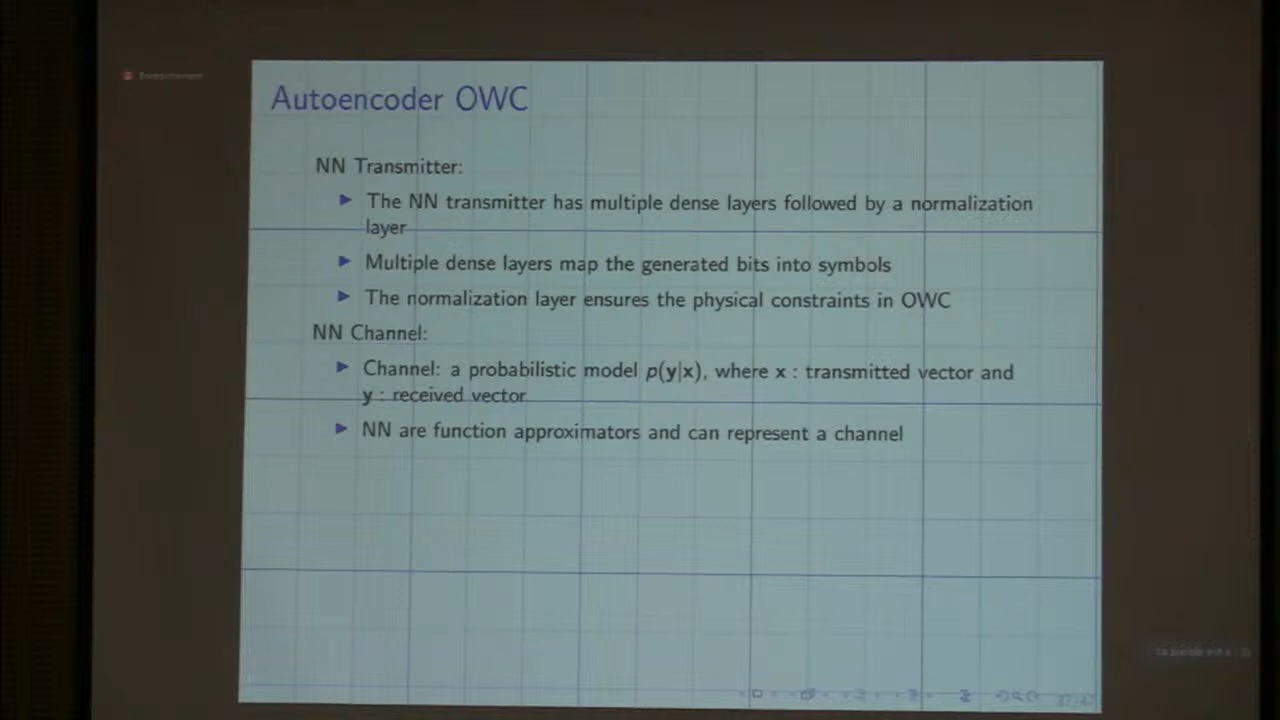 Enregistrement
Autoencoder OWC
NN Transmitter:
The NN transmitter has multiple dense layers followed by a normalization
layer
Multiple dense layers map the generated bits into symbols
The normalization layer ensures the physical constraints in OWC
NN Channel:
Channel: a probabilistic model p(y|x), where x : transmitted vector and
y : received vector
NN are function approximators and can represent a channel